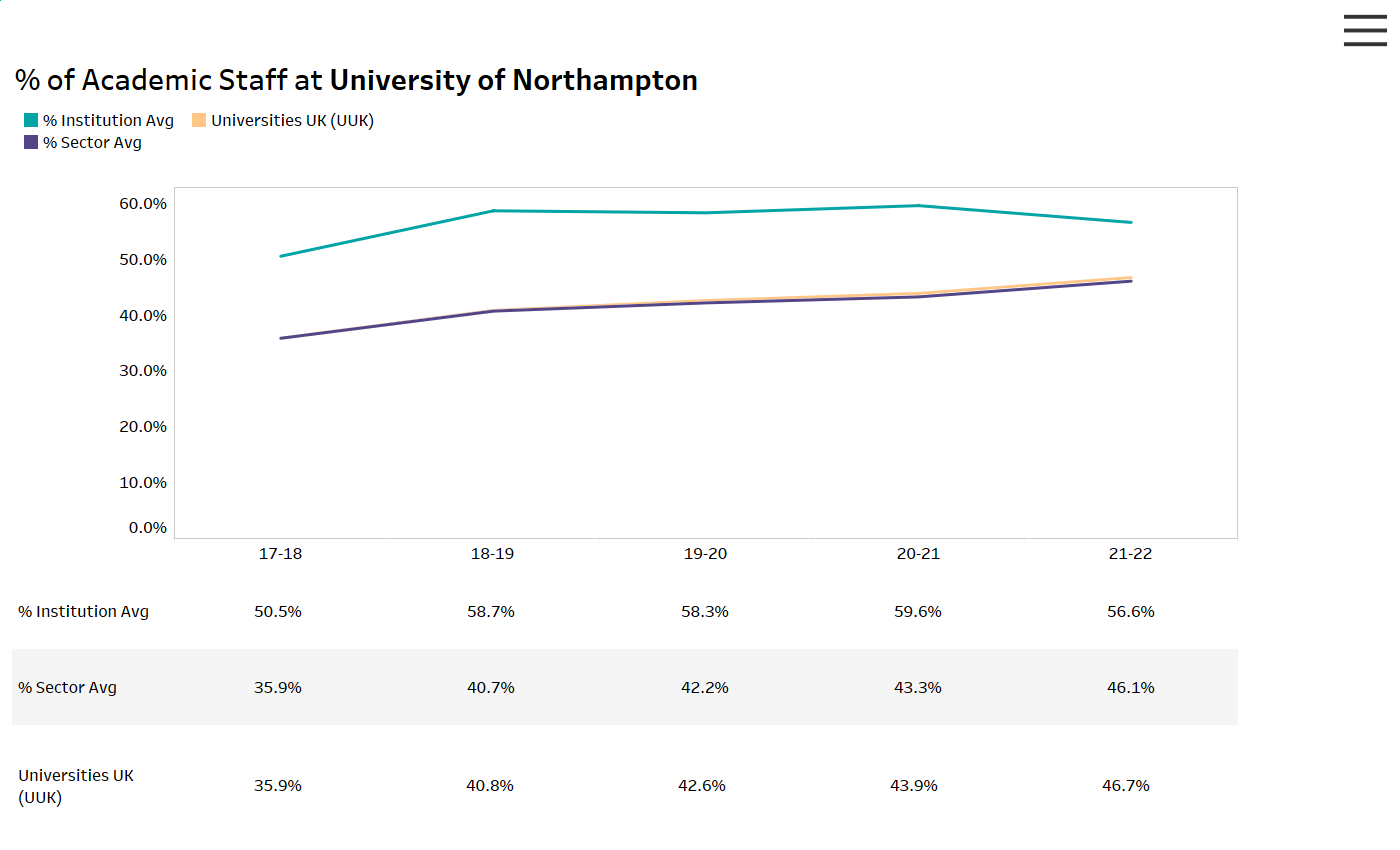 % of Academic Staff at University of Northampton
% Institution Avg Universities UK (UUK)
% Sector Avg
60.0%
50.0%
40.0%
30.0%
20.0%
10.0%
0.0%
17-18 18-19 19-20 20-21 21-22
% Institution Avg 50.5% 58.7% 58.3% 59.6% 56.6%
% Sector Avg 35.9% 40.7% 42.2% 43.3% 46.1%
Universities UK
(UUK) 35.9% 40.8% 42.6% 43.9% 46.7%